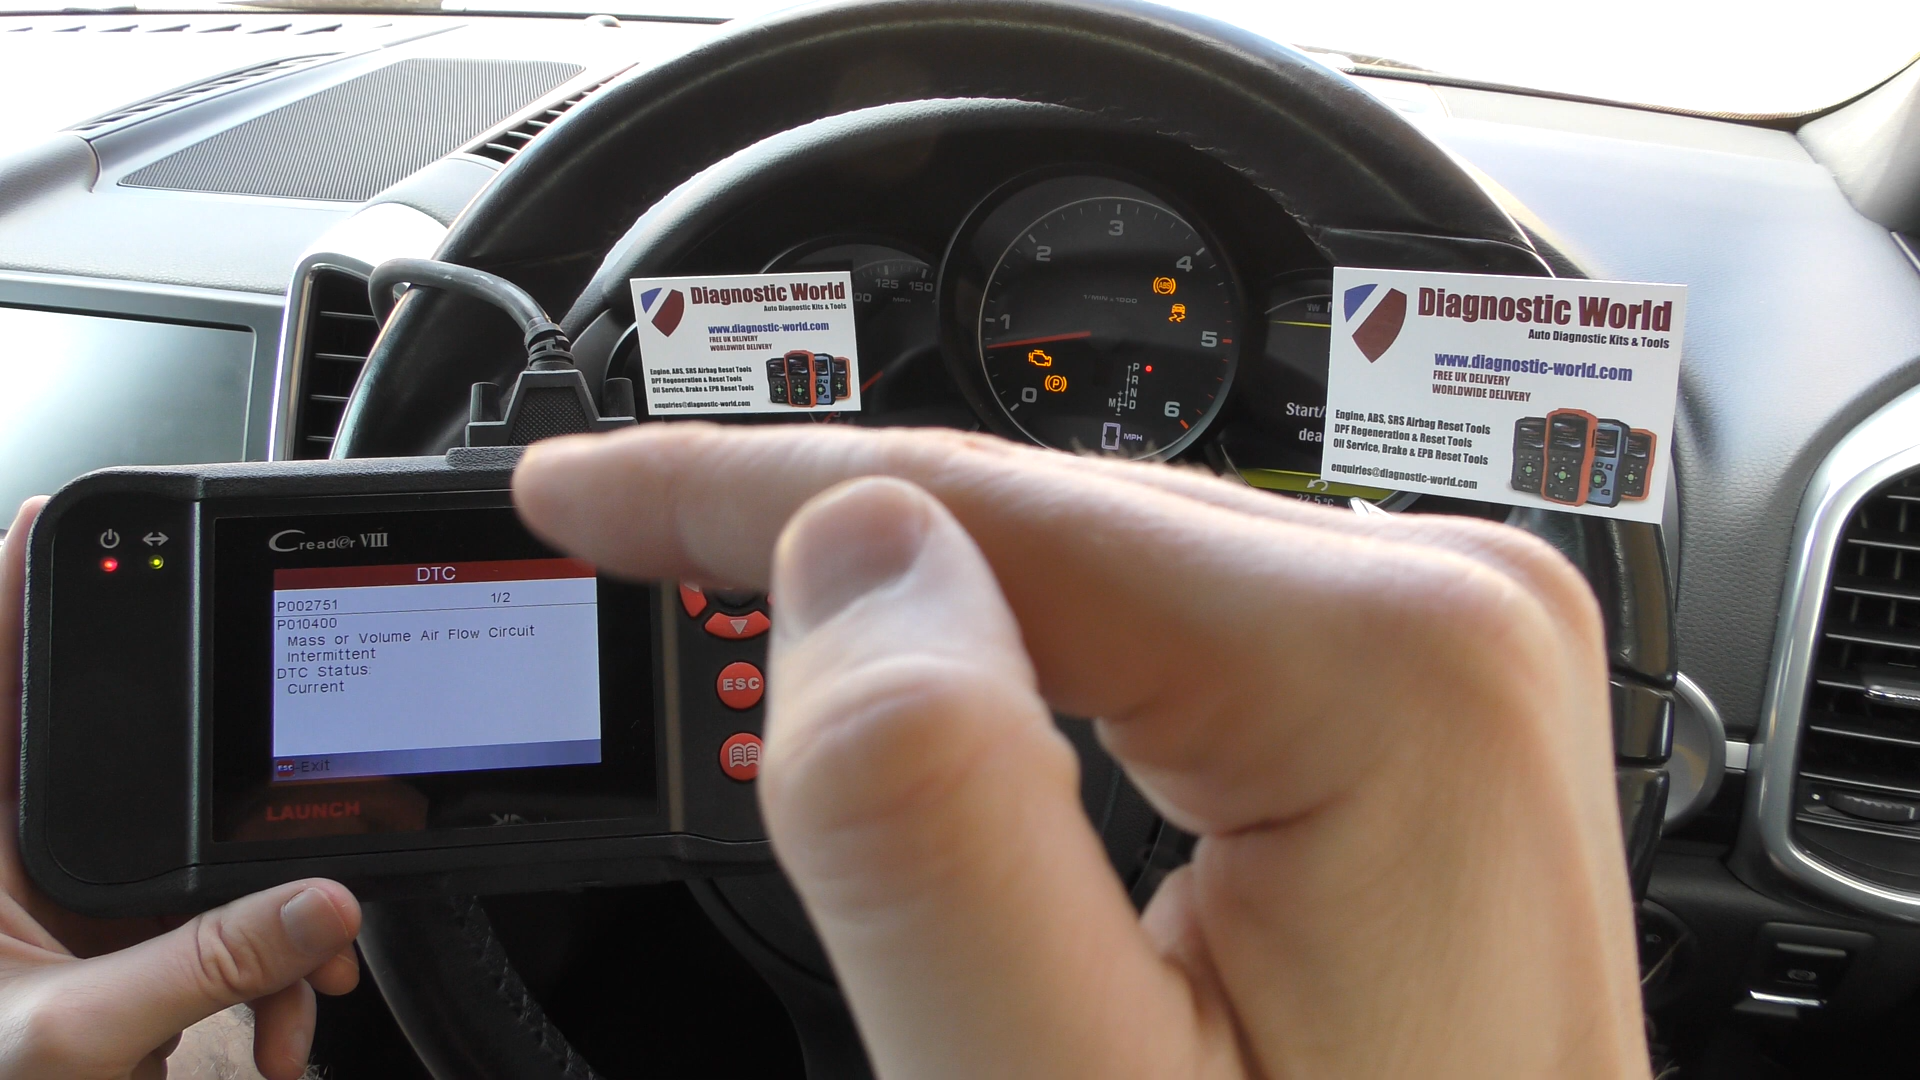 Creader VIII
DTC
P002751 1/2
P010400
Mass or Volume Air Flow Circuit
Intermittent
DTC Status:
Current
ESC -Exit
LAUNCH
ESC
Diagnostic World
Auto Diagnostic Kits & Tools
www.diagnostic-world.com
FREE UK DELIVERY
WORLDWIDE DELIVERY
Engine, ABS, SRS Airbag Reset Tools
DPF Regeneration & Reset Tools
Oil Service, Brake & EPB Reset Tools
enquiries@diagnostic-world.com
125 150
MPH
0 1 2 3 4 5 6
1/MIN x 1000
ABS
P
P
R
N
D
M
0 MPH
Start/
dea
22.5 °C
Diagnostic World
Auto Diagnostic Kits & Tools
www.diagnostic-world.com
FREE UK DELIVERY
WORLDWIDE DELIVERY
Engine, ABS, SRS Airbag Reset Tools
DPF Regeneration & Reset Tools
Oil Service, Brake & EPB Reset Tools
enquiries@diagnostic-world.com